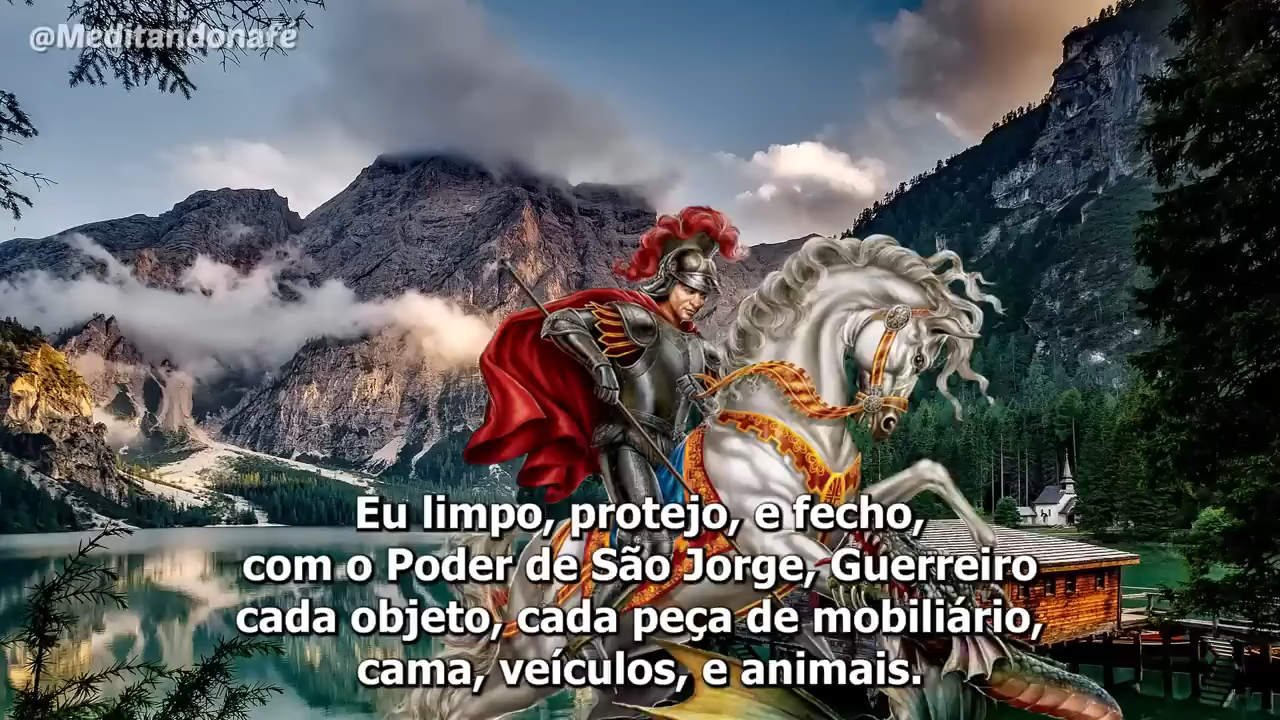 @Meditandonafé
Eu limpo, protejo, e fecho,
com o Poder de São Jorge, Guerreiro
cada objeto, cada peça de mobiliário,
cama, veículos, e animais.